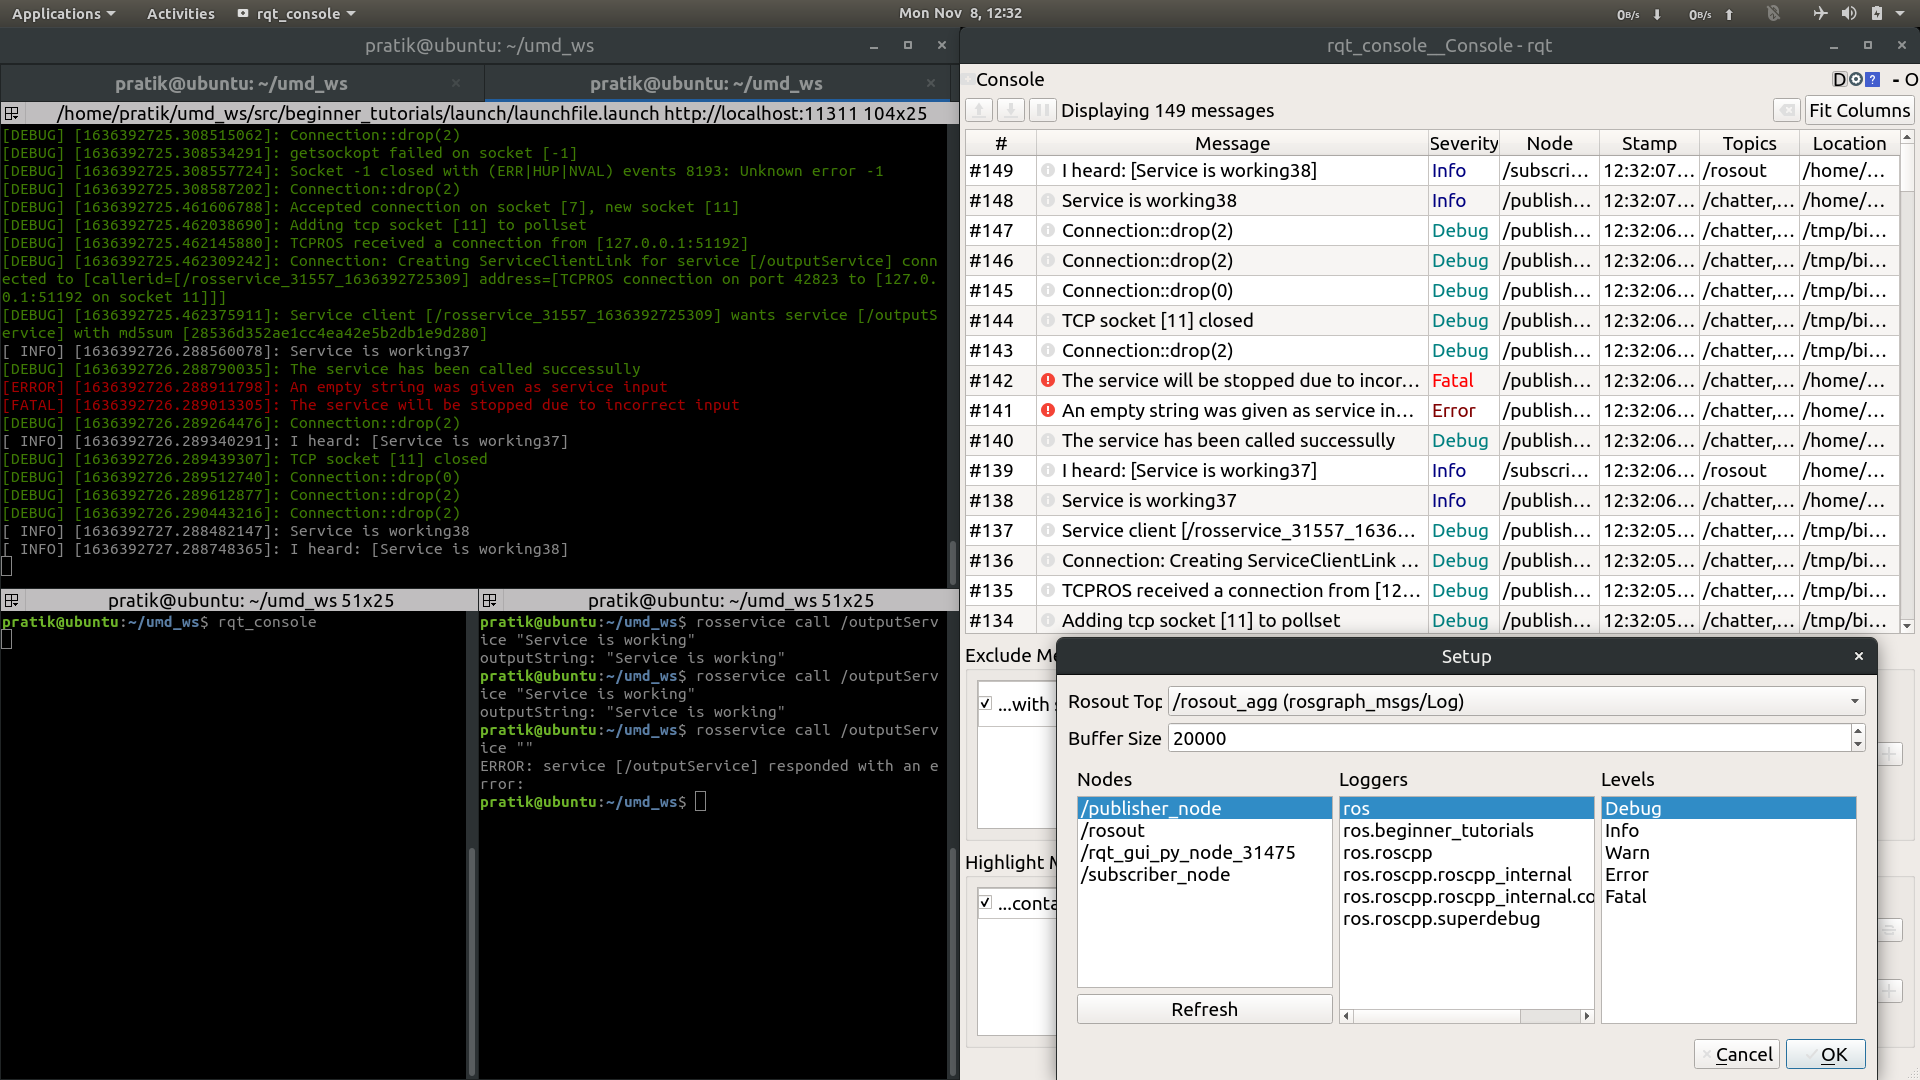 Applications Activities rqt_console Mon Nov 8, 12:32 0B/s 0B/s
pratik@ubuntu: ~/umd_ws
pratik@ubuntu: ~/umd_ws pratik@ubuntu: ~/umd_ws
/home/pratik/umd_ws/src/beginner_tutorials/launch/launchfile.launch http://localhost:11311 104x25
[DEBUG] [1636392725.308515062]: Connection::drop(2)
[DEBUG] [1636392725.308534291]: getsockopt failed on socket [-1]
[DEBUG] [1636392725.308557724]: Socket -1 closed with (ERR|HUP|NVAL) events 8193: Unknown error -1
[DEBUG] [1636392725.308587202]: Connection::drop(2)
[DEBUG] [1636392725.461606788]: Accepted connection on socket [7], new socket [11]
[DEBUG] [1636392725.462038690]: Adding tcp socket [11] to pollset
[DEBUG] [1636392725.462145880]: TCPROS received a connection from [127.0.0.1:51192]
[DEBUG] [1636392725.462309242]: Connection: Creating ServiceClientLink for service [/outputService] conn
ected to [callerid=[/rosservice_31557_1636392725309] address=[TCPROS connection on port 42823 to [127.0.
0.1:51192 on socket 11]]]
[DEBUG] [1636392725.462375911]: Service client [/rosservice_31557_1636392725309] wants service [/outputS
ervice] with md5sum [28536d352ae1cc4ea42e5b2db1e9d280]
[ INFO] [1636392726.288560078]: Service is working37
[DEBUG] [1636392726.288790035]: The service has been called successully
[ERROR] [1636392726.288911798]: An empty string was given as service input
[FATAL] [1636392726.289013305]: The service will be stopped due to incorrect input
[DEBUG] [1636392726.289264476]: Connection::drop(2)
[ INFO] [1636392726.289340291]: I heard: [Service is working37]
[DEBUG] [1636392726.289439307]: TCP socket [11] closed
[DEBUG] [1636392726.289512740]: Connection::drop(0)
[DEBUG] [1636392726.289612877]: Connection::drop(2)
[DEBUG] [1636392726.290443216]: Connection::drop(2)
[ INFO] [1636392727.288482147]: Service is working38
[ INFO] [1636392727.288748365]: I heard: [Service is working38]
pratik@ubuntu: ~/umd_ws 51x25
pratik@ubuntu:~/umd_ws$ rqt_console
pratik@ubuntu: ~/umd_ws 51x25
pratik@ubuntu:~/umd_ws$ rosservice call /outputServ
ice "Service is working"
outputString: "Service is working"
pratik@ubuntu:~/umd_ws$ rosservice call /outputServ
ice "Service is working"
outputString: "Service is working"
pratik@ubuntu:~/umd_ws$ rosservice call /outputServ
ice ""
ERROR: service [/outputService] responded with an e
rror:
pratik@ubuntu:~/umd_ws$
rqt_console__Console - rqt
Console D ? - O
Displaying 149 messages Fit Columns
# Message Severity Node Stamp Topics Location
#149 I heard: [Service is working38] Info /subscri... 12:32:07... /rosout /home/...
#148 Service is working38 Info /publish... 12:32:07... /chatter,... /home/...
#147 Connection::drop(2) Debug /publish... 12:32:06... /chatter,... /tmp/bi...
#146 Connection::drop(2) Debug /publish... 12:32:06... /chatter,... /tmp/bi...
#145 Connection::drop(0) Debug /publish... 12:32:06... /chatter,... /tmp/bi...
#144 TCP socket [11] closed Debug /publish... 12:32:06... /chatter,... /tmp/bi...
#143 Connection::drop(2) Debug /publish... 12:32:06... /chatter,... /tmp/bi...
#142 The service will be stopped due to incor... Fatal /publish... 12:32:06... /chatter,... /home/...
#141 An empty string was given as service in... Error /publish... 12:32:06... /chatter,... /home/...
#140 The service has been called successully Debug /publish... 12:32:06... /chatter,... /home/...
#139 I heard: [Service is working37] Info /subscri... 12:32:06... /rosout /home/...
#138 Service is working37 Info /publish... 12:32:06... /chatter,... /home/...
#137 Service client [/rosservice_31557_1636... Debug /publish... 12:32:05... /chatter,... /tmp/bi...
#136 Connection: Creating ServiceClientLink ... Debug /publish... 12:32:05... /chatter,... /tmp/bi...
#135 TCPROS received a connection from [12... Debug /publish... 12:32:05... /chatter,... /tmp/bi...
#134 Adding tcp socket [11] to pollset Debug /publish... 12:32:05... /chatter,... /tmp/bi...
Exclude Me
...with s
Highlight M
...conta
Setup
Rosout Top /rosout_agg (rosgraph_msgs/Log)
Buffer Size 20000
Nodes Loggers Levels
/publisher_node ros Debug
/rosout ros.beginner_tutorials Info
/rqt_gui_py_node_31475 ros.roscpp Warn
/subscriber_node ros.roscpp.roscpp_internal Error
ros.roscpp.roscpp_internal.co Fatal
ros.roscpp.superdebug
Refresh
Cancel OK